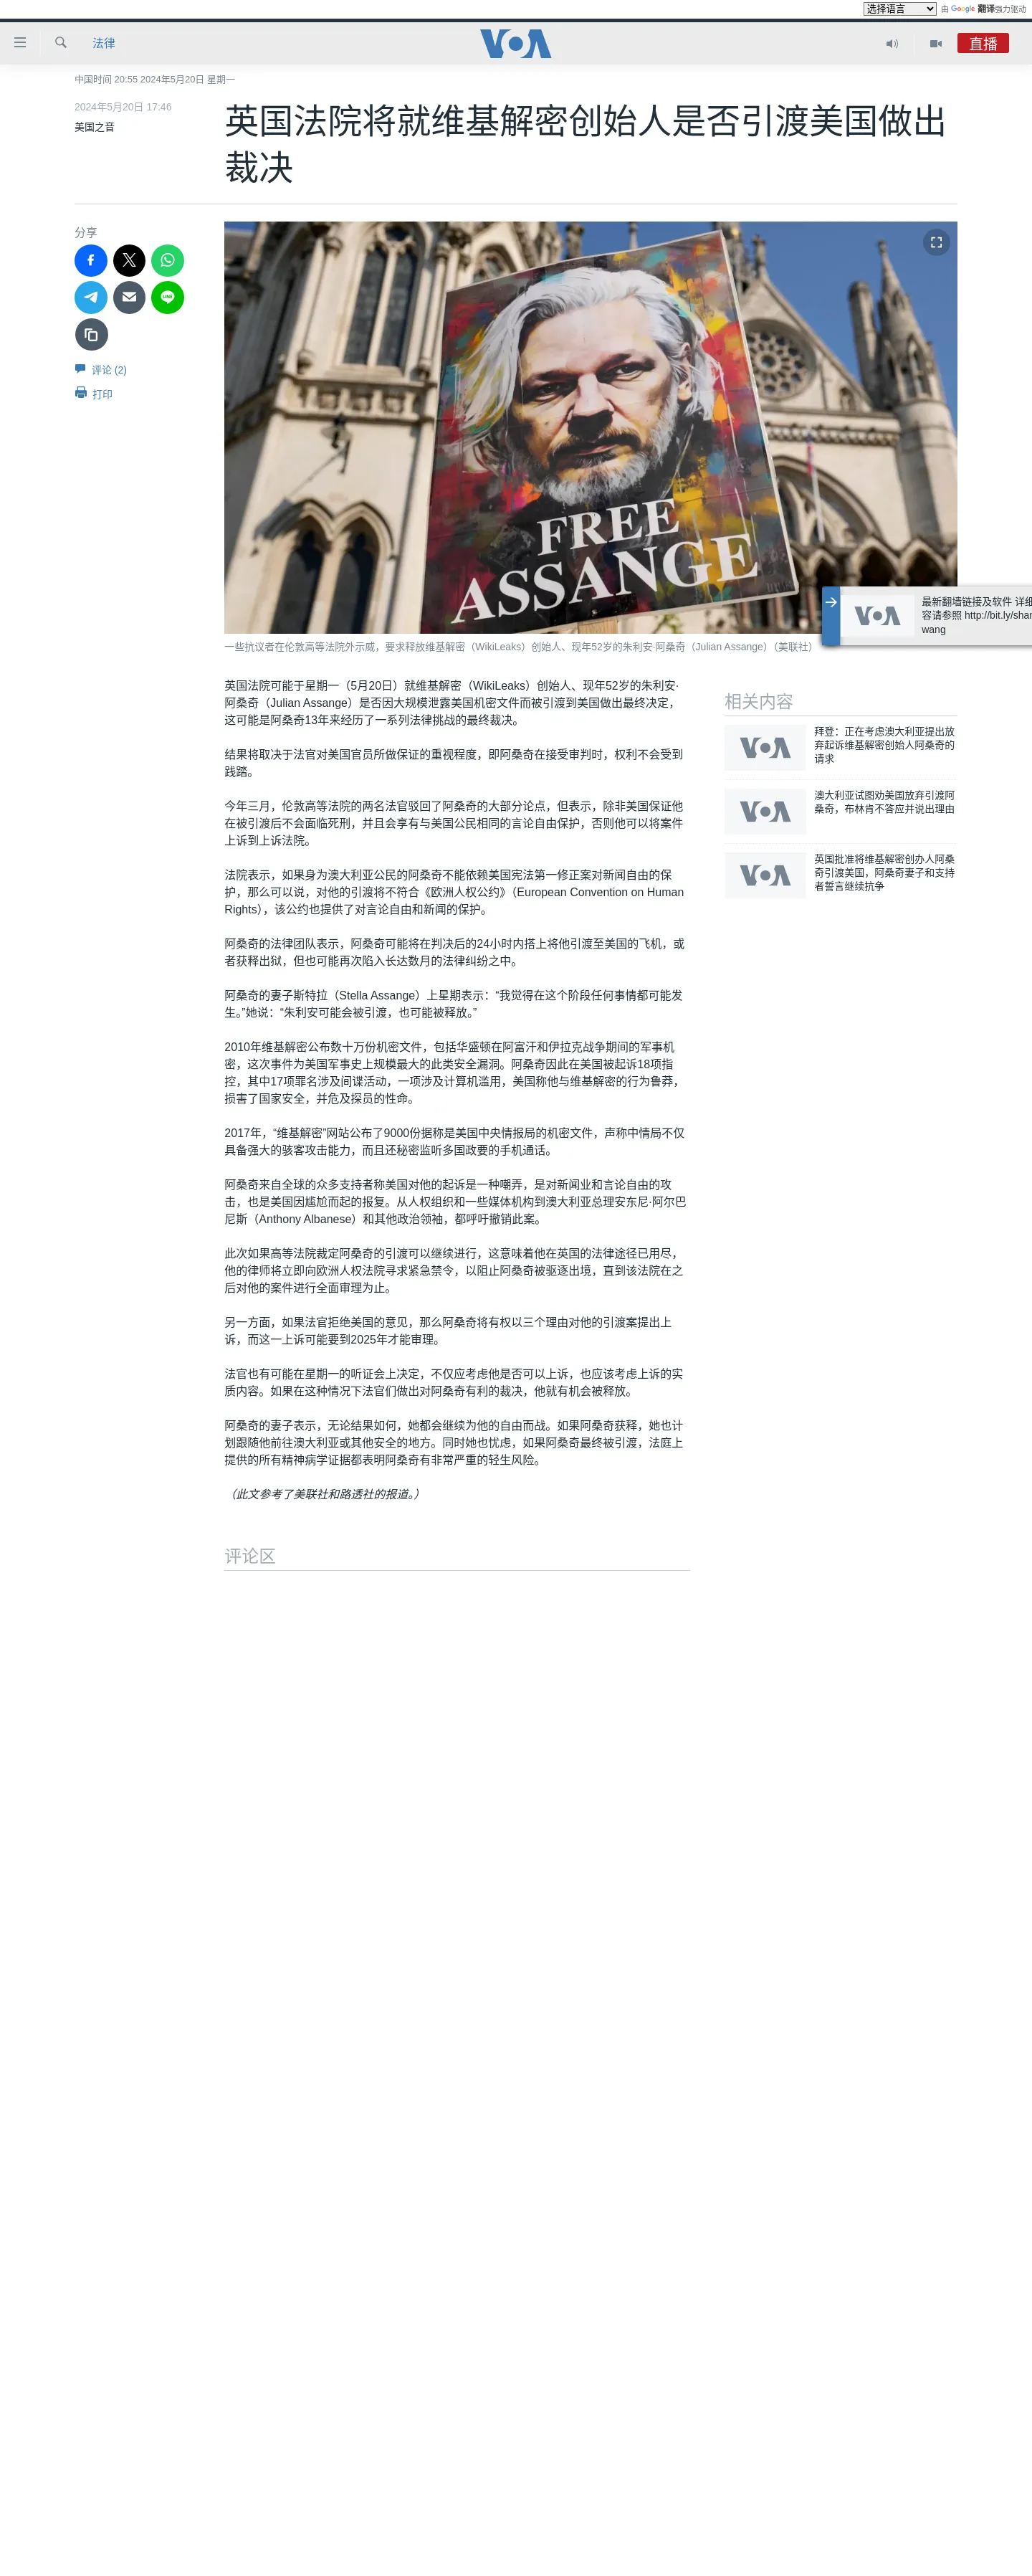 选择语言 由 Google 翻译强力驱动
法律
VOA
直播
中国时间 20:55 2024年5月20日 星期一
2024年5月20日 17:46
美国之音
英国法院将就维基解密创始人是否引渡美国做出
裁决
分享
评论 (2)
打印
FREE
ASSANGE
最新翻墙链接及软件 详细
容请参照 http://bit.ly/shan
wang
VOA
一些抗议者在伦敦高等法院外示威，要求释放维基解密（WikiLeaks）创始人、现年52岁的朱利安·阿桑奇（Julian Assange）（美联社）
英国法院可能于星期一（5月20日）就维基解密（WikiLeaks）创始人、现年52岁的朱利安·
阿桑奇（Julian Assange）是否因大规模泄露美国机密文件而被引渡到美国做出最终决定，
这可能是阿桑奇13年来经历了一系列法律挑战的最终裁决。
结果将取决于法官对美国官员所做保证的重视程度，即阿桑奇在接受审判时，权利不会受到
践踏。
今年三月，伦敦高等法院的两名法官驳回了阿桑奇的大部分论点，但表示，除非美国保证他
在被引渡后不会面临死刑，并且会享有与美国公民相同的言论自由保护，否则他可以将案件
上诉到上诉法院。
法院表示，如果身为澳大利亚公民的阿桑奇不能依赖美国宪法第一修正案对新闻自由的保
护，那么可以说，对他的引渡将不符合《欧洲人权公约》（European Convention on Human
Rights），该公约也提供了对言论自由和新闻的保护。
阿桑奇的法律团队表示，阿桑奇可能将在判决后的24小时内搭上将他引渡至美国的飞机，或
者获释出狱，但也可能再次陷入长达数月的法律纠纷之中。
阿桑奇的妻子斯特拉（Stella Assange）上星期表示：“我觉得在这个阶段任何事情都可能发
生。”她说：“朱利安可能会被引渡，也可能被释放。”
2010年维基解密公布数十万份机密文件，包括华盛顿在阿富汗和伊拉克战争期间的军事机
密，这次事件为美国军事史上规模最大的此类安全漏洞。阿桑奇因此在美国被起诉18项指
控，其中17项罪名涉及间谍活动，一项涉及计算机滥用，美国称他与维基解密的行为鲁莽，
损害了国家安全，并危及探员的性命。
2017年，“维基解密”网站公布了9000份据称是美国中央情报局的机密文件，声称中情局不仅
具备强大的骇客攻击能力，而且还秘密监听多国政要的手机通话。
阿桑奇来自全球的众多支持者称美国对他的起诉是一种嘲弄，是对新闻业和言论自由的攻
击，也是美国因尴尬而起的报复。从人权组织和一些媒体机构到澳大利亚总理安东尼·阿尔巴
尼斯（Anthony Albanese）和其他政治领袖，都呼吁撤销此案。
此次如果高等法院裁定阿桑奇的引渡可以继续进行，这意味着他在英国的法律途径已用尽，
他的律师将立即向欧洲人权法院寻求紧急禁令，以阻止阿桑奇被驱逐出境，直到该法院在之
后对他的案件进行全面审理为止。
另一方面，如果法官拒绝美国的意见，那么阿桑奇将有权以三个理由对他的引渡案提出上
诉，而这一上诉可能要到2025年才能审理。
法官也有可能在星期一的听证会上决定，不仅应考虑他是否可以上诉，也应该考虑上诉的实
质内容。如果在这种情况下法官们做出对阿桑奇有利的裁决，他就有机会被释放。
阿桑奇的妻子表示，无论结果如何，她都会继续为他的自由而战。如果阿桑奇获释，她也计
划跟随他前往澳大利亚或其他安全的地方。同时她也忧虑，如果阿桑奇最终被引渡，法庭上
提供的所有精神病学证据都表明阿桑奇有非常严重的轻生风险。
（此文参考了美联社和路透社的报道。）
相关内容
VOA
拜登：正在考虑澳大利亚提出放
弃起诉维基解密创始人阿桑奇的
请求
VOA
澳大利亚试图劝美国放弃引渡阿
桑奇，布林肯不答应并说出理由
VOA
英国批准将维基解密创办人阿桑
奇引渡美国，阿桑奇妻子和支持
者誓言继续抗争
评论区